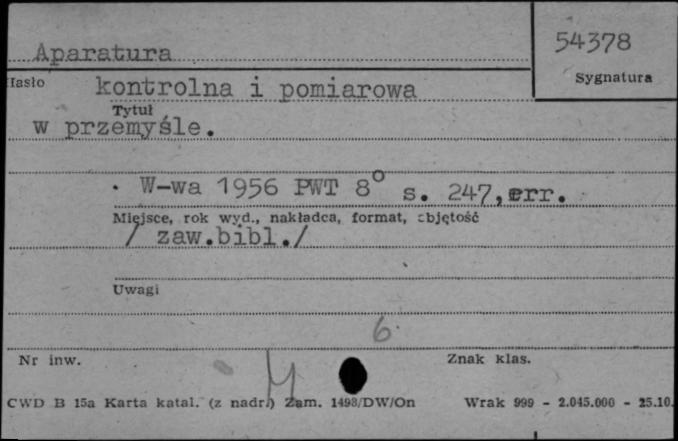 Aparatura
54378
Hasło
Sygnatura
kontrolna i pomiarowa
Tytuł
w przemyśle.
W-wa 1956 PWT 8° s. 247,err.
Miejsce, rok wyd., nakładca, format, objętość
/ zaw.bibl./
Uwagi
6
Nr inw.
Znak klas.
CWD B 15a Karta katal. (z nadr.) Zam. 1498/DW/On
Wrak 999 - 2.045.000 - 25.10.